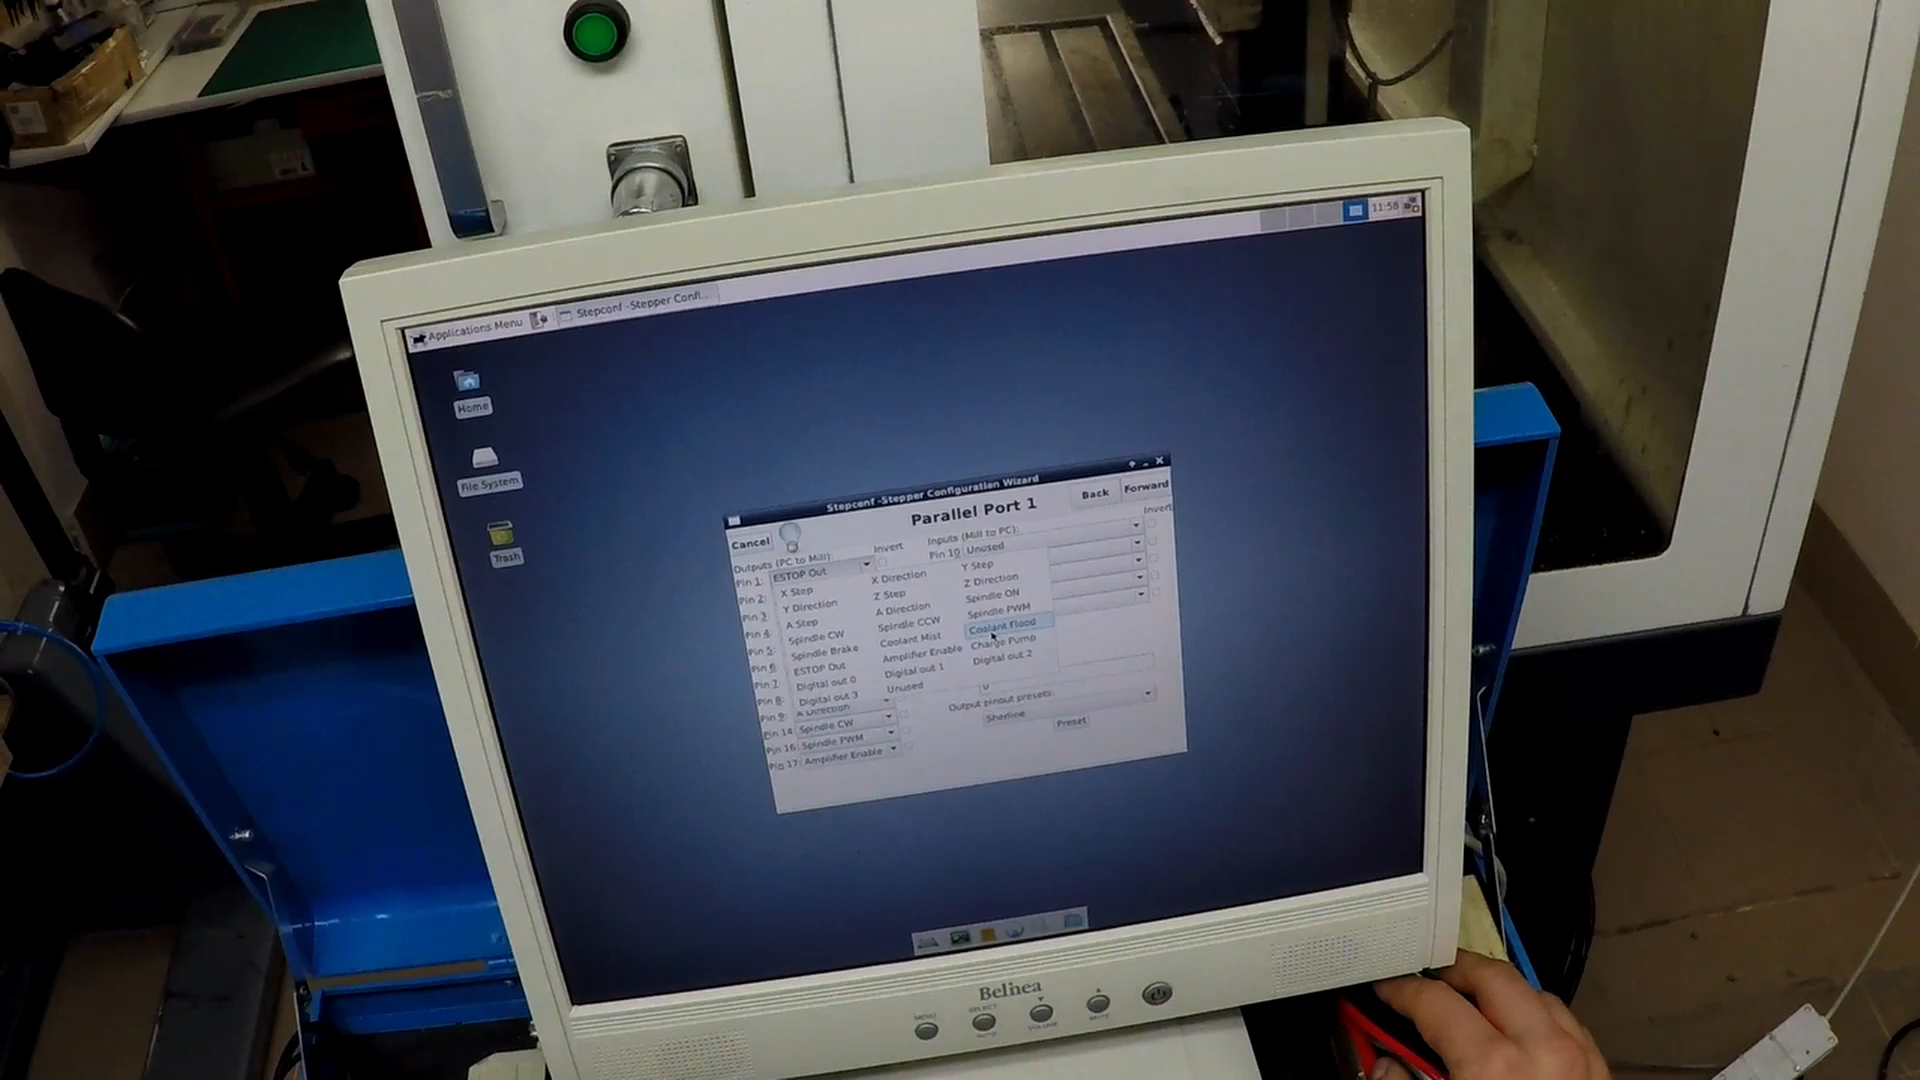 Applications Menu
Stepconf -Stepper Confi...
11:58
Home
File System
Trash
Stepconf -Stepper Configuration Wizard
Cancel
Parallel Port 1
Back
Forward
Outputs (PC to Mill):
Invert
Inputs (Mill to PC):
Invert
Pin 1:
ESTOP Out
Pin 10
Unused
Pin 2:
Pin 3
Pin 4
Pin 5:
Pin 6
Pin 7
Pin 8:
Pin 9:
X Step
X Direction
Y Step
Y Direction
Z Step
Z Direction
A Step
A Direction
Spindle ON
Spindle CW
Spindle CCW
Spindle PWM
Spindle Brake
Coolant Mist
Coolant Flood
ESTOP Out
Amplifier Enable
Charge Pump
Digital out 0
Digital out 1
Digital out 2
Digital out 3
Unused
A Direction
Pin 14
Spindle CW
Pin 16
Spindle PWM
Pin 17:
Amplifier Enable
0
Output pinout presets:
Sherline
Preset
Belinea
MENU
SELECT
AUTO
VOLUME
MUTE